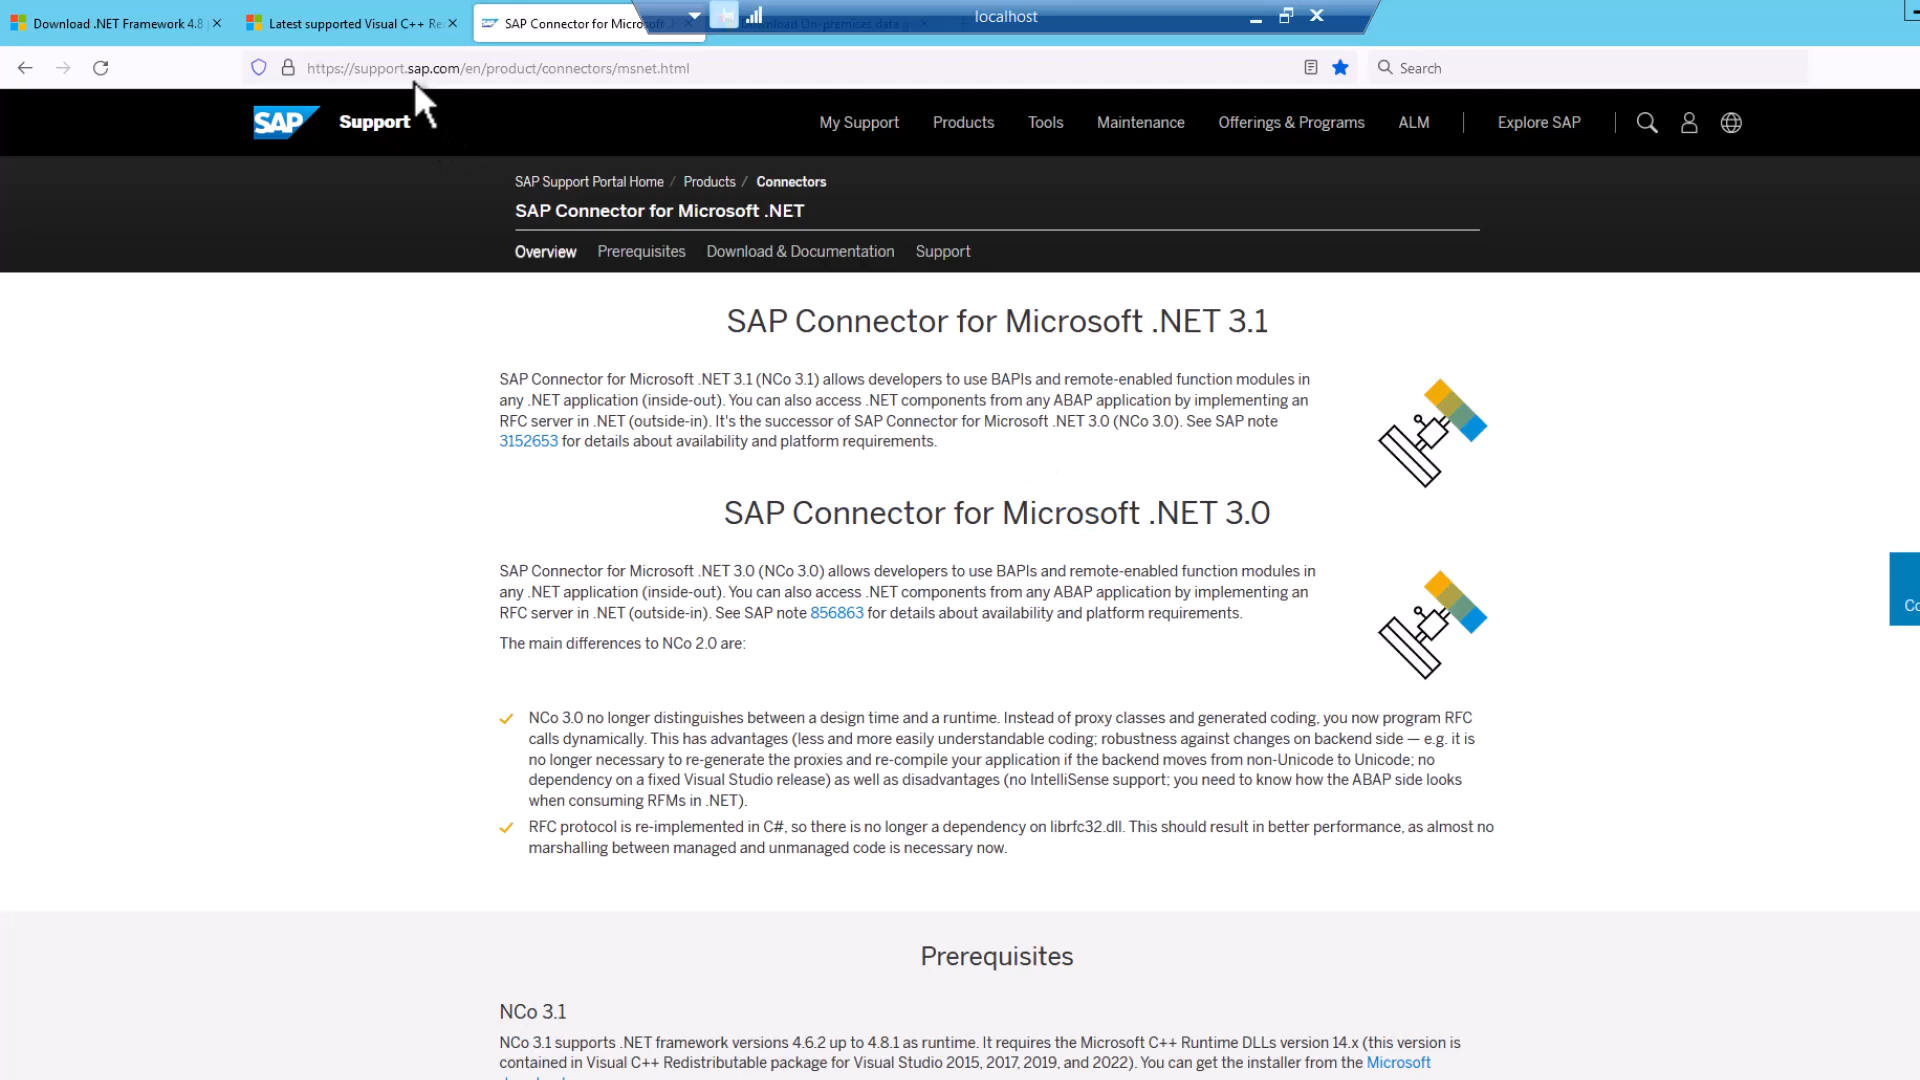 Download .NET Framework 4.8
Latest supported Visual C++ Re
SAP Connector for Microsoft
localhost
https://support.sap.com/en/product/connectors/msnet.html
Search
SAP
Support
My Support
Products
Tools
Maintenance
Offerings & Programs
ALM
Explore SAP
SAP Support Portal Home / Products / Connectors
SAP Connector for Microsoft .NET
Overview
Prerequisites
Download & Documentation
Support
SAP Connector for Microsoft .NET 3.1
SAP Connector for Microsoft .NET 3.1 (NCo 3.1) allows developers to use BAPIs and remote-enabled function modules in
any .NET application (inside-out). You can also access .NET components from any ABAP application by implementing an
RFC server in .NET (outside-in). It's the successor of SAP Connector for Microsoft .NET 3.0 (NCo 3.0). See SAP note
3152653 for details about availability and platform requirements.
SAP Connector for Microsoft .NET 3.0
SAP Connector for Microsoft .NET 3.0 (NCo 3.0) allows developers to use BAPIs and remote-enabled function modules in
any .NET application (inside-out). You can also access .NET components from any ABAP application by implementing an
RFC server in .NET (outside-in). See SAP note 856863 for details about availability and platform requirements.
The main differences to NCo 2.0 are:
NCo 3.0 no longer distinguishes between a design time and a runtime. Instead of proxy classes and generated coding, you now program RFC
calls dynamically. This has advantages (less and more easily understandable coding; robustness against changes on backend side — e.g. it is
no longer necessary to re-generate the proxies and re-compile your application if the backend moves from non-Unicode to Unicode; no
dependency on a fixed Visual Studio release) as well as disadvantages (no IntelliSense support; you need to know how the ABAP side looks
when consuming RFMs in .NET).
RFC protocol is re-implemented in C#, so there is no longer a dependency on librfc32.dll. This should result in better performance, as almost no
marshalling between managed and unmanaged code is necessary now.
Co
Prerequisites
NCo 3.1
NCo 3.1 supports .NET framework versions 4.6.2 up to 4.8.1 as runtime. It requires the Microsoft C++ Runtime DLLs version 14.x (this version is
contained in Visual C++ Redistributable package for Visual Studio 2015, 2017, 2019, and 2022). You can get the installer from the Microsoft